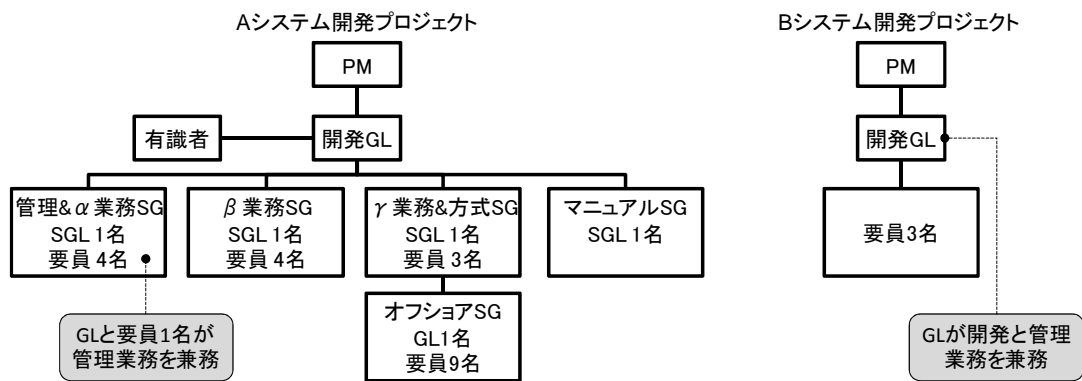 Aシステム開発プロジェクト
PM
有識者
開発GL
管理&α業務SG
SGL 1名
要員 4名
β業務SG
SGL 1名
要員 4名
γ業務&方式SG
SGL 1名
要員 3名
マニュアルSG
SGL 1名
オフショアSG
GL1名
要員9名
GLと要員1名が
管理業務を兼務
Bシステム開発プロジェクト
PM
開発GL
要員3名
GLが開発と管理
業務を兼務